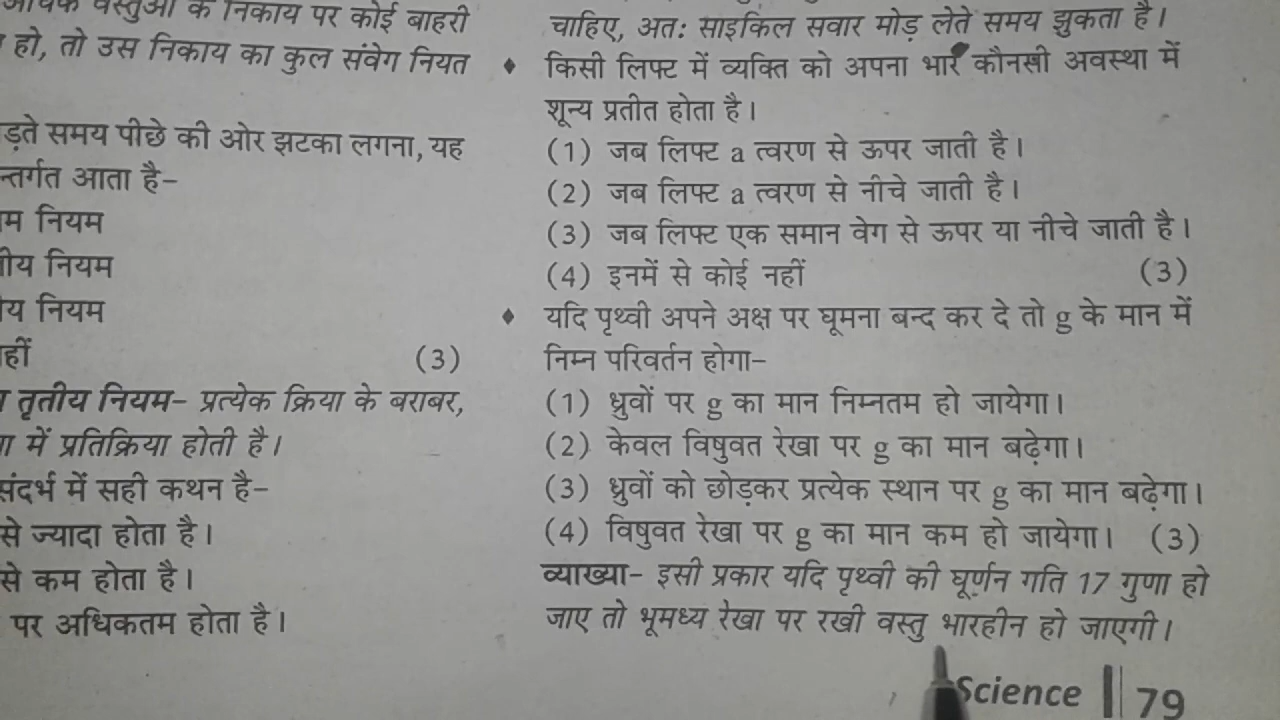 वस्तुओं के निकाय पर कोई बाहरी
हो, तो उस निकाय का कुल संवेग नियत
ड़ते समय पीछे की ओर झटका लगना, यह
न्तर्गत आता है–
म नियम
ीय नियम
य नियम
हीं (3)
तृतीय नियम– प्रत्येक क्रिया के बराबर,
में प्रतिक्रिया होती है।
संदर्भ में सही कथन है–
से ज्यादा होता है।
से कम होता है।
पर अधिकतम होता है।
चाहिए, अतः साइकिल सवार मोड़ लेते समय झुकता है।
♦ किसी लिफ्ट में व्यक्ति को अपना भार कौनसी अवस्था में
शून्य प्रतीत होता है।
(1) जब लिफ्ट a त्वरण से ऊपर जाती है।
(2) जब लिफ्ट a त्वरण से नीचे जाती है।
(3) जब लिफ्ट एक समान वेग से ऊपर या नीचे जाती है।
(4) इनमें से कोई नहीं (3)
♦ यदि पृथ्वी अपने अक्ष पर घूमना बन्द कर दे तो g के मान में
निम्न परिवर्तन होगा–
(1) ध्रुवों पर g का मान निम्नतम हो जायेगा।
(2) केवल विषुवत रेखा पर g का मान बढ़ेगा।
(3) ध्रुवों को छोड़कर प्रत्येक स्थान पर g का मान बढ़ेगा।
(4) विषुवत रेखा पर g का मान कम हो जायेगा। (3)
व्याख्या– इसी प्रकार यदि पृथ्वी की घूर्णन गति 17 गुणा हो
जाए तो भूमध्य रेखा पर रखी वस्तु भारहीन हो जाएगी।
Science 79